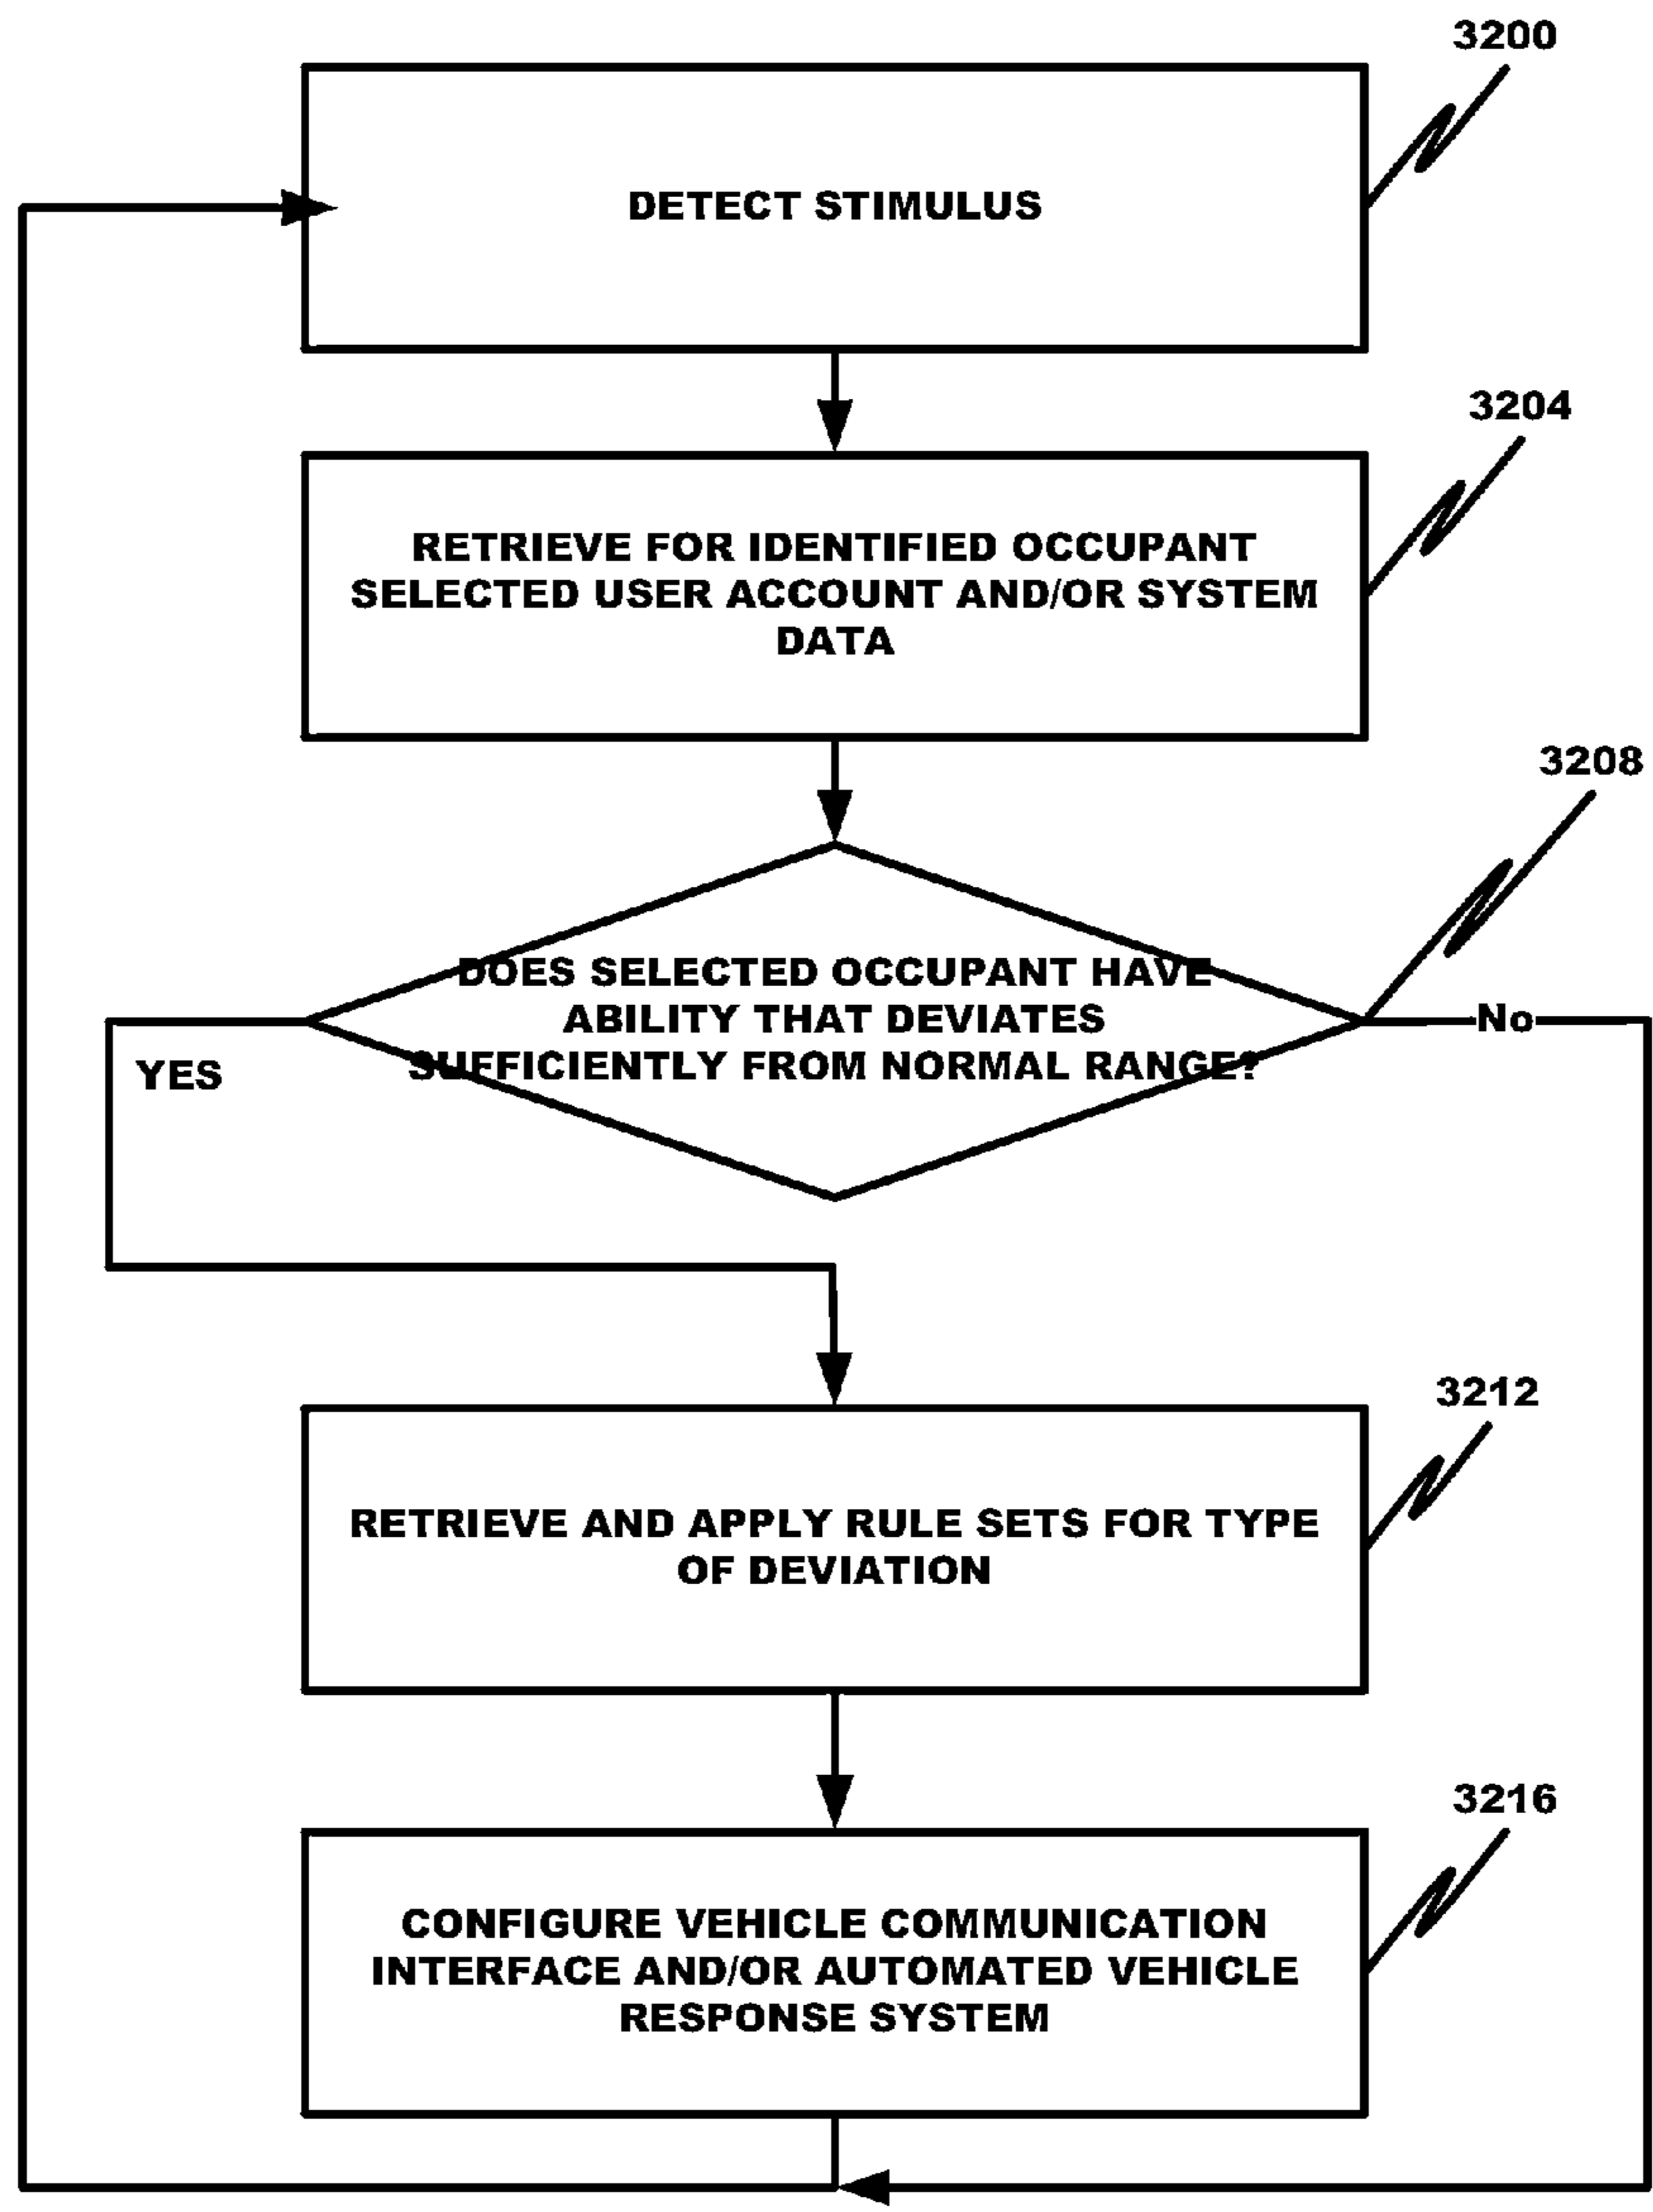 3200
DETECT STIMULUS
3204
RETRIEVE FOR IDENTIFIED OCCUPANT
SELECTED USER ACCOUNT AND/OR SYSTEM
DATA
3208
DOES SELECTED OCCUPANT HAVE
ABILITY THAT DEVIATES
SUFFICIENTLY FROM NORMAL RANGE?
No
YES
3212
RETRIEVE AND APPLY RULE SETS FOR TYPE
OF DEVIATION
3216
CONFIGURE VEHICLE COMMUNICATION
INTERFACE AND/OR AUTOMATED VEHICLE
RESPONSE SYSTEM